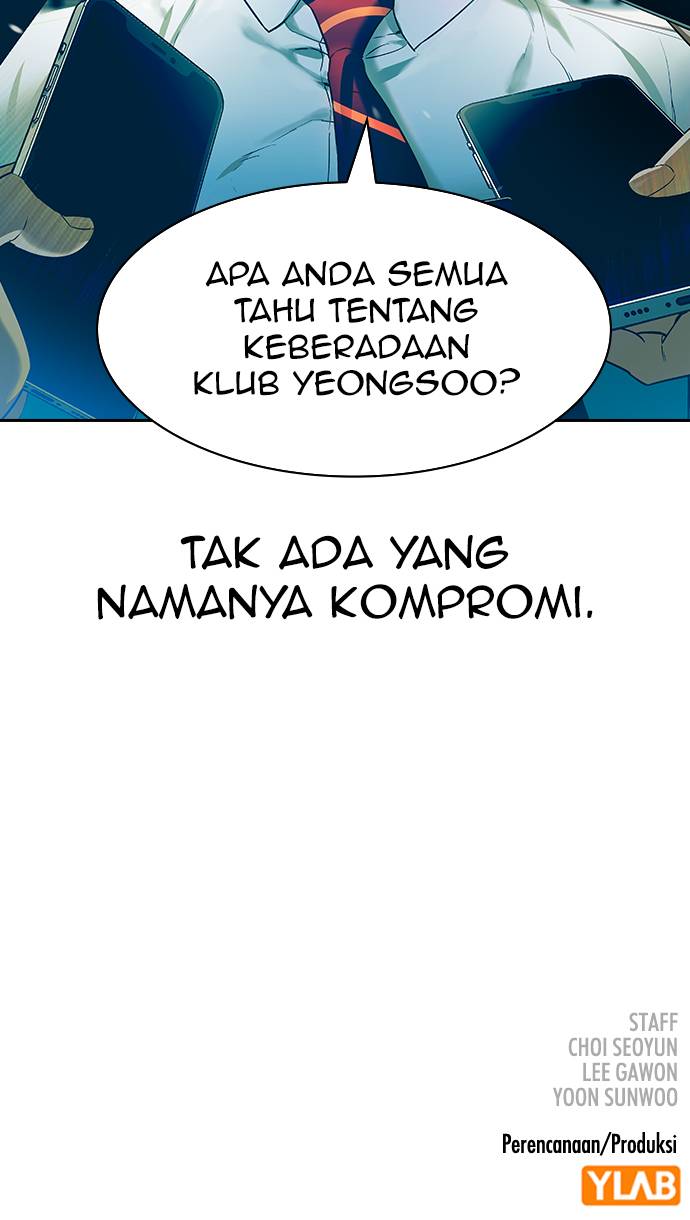 APA ANDA SEMUA
TAHU TENTANG
KEBERADAAN
KLUB YEONGSOO?
TAK ADA YANG
NAMANYA KOMPROMI.
STAFF
CHOI SEOYUN
LEE GAWON
YOON SUNWOO
Perencanaan/Produksi
YLAB